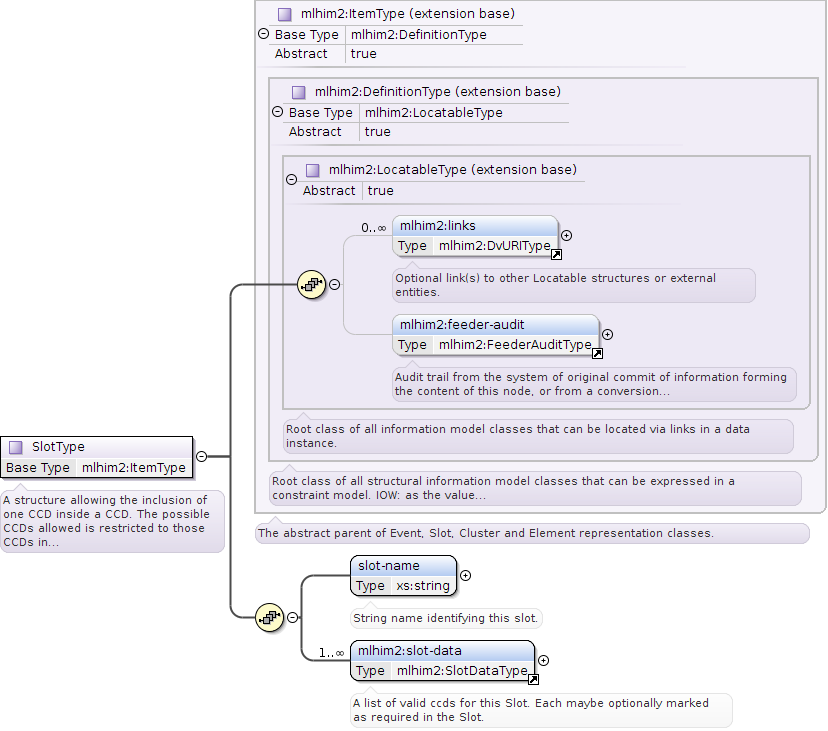 mlhim2:ItemType (extension base)
Base Type mlhim2:DefinitionType
Abstract true
mlhim2:DefinitionType (extension base)
Base Type mlhim2:LocatableType
Abstract true
mlhim2:LocatableType (extension base)
Abstract true
0..∞
mlhim2:links
Type mlhim2:DvURIType
Optional link(s) to other Locatable structures or external
entities.
mlhim2:feeder-audit
Type mlhim2:FeederAuditType
Audit trail from the system of original commit of information forming
the content of this node, or from a conversion...
Root class of all information model classes that can be located via links in a data
instance.
Root class of all structural information model classes that can be expressed in a
constraint model. IOW: as the value...
The abstract parent of Event, Slot, Cluster and Element representation classes.
SlotType
Base Type mlhim2:ItemType
A structure allowing the inclusion of
one CCD inside a CCD. The possible
CCDs allowed is restricted to those
CCDs in...
slot-name
Type xs:string
String name identifying this slot.
1..∞
mlhim2:slot-data
Type mlhim2:SlotDataType
A list of valid ccds for this Slot. Each maybe optionally marked
as required in the Slot.